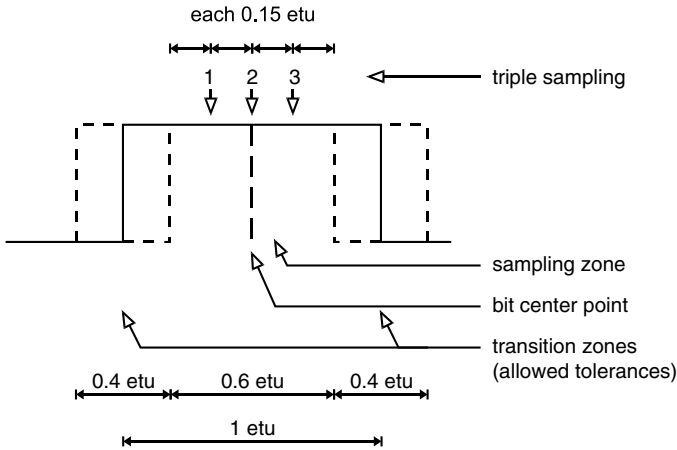 each 0.15 etu
1 2 3
triple sampling
sampling zone
bit center point
transition zones
(allowed tolerances)
0.4 etu 0.6 etu 0.4 etu
1 etu